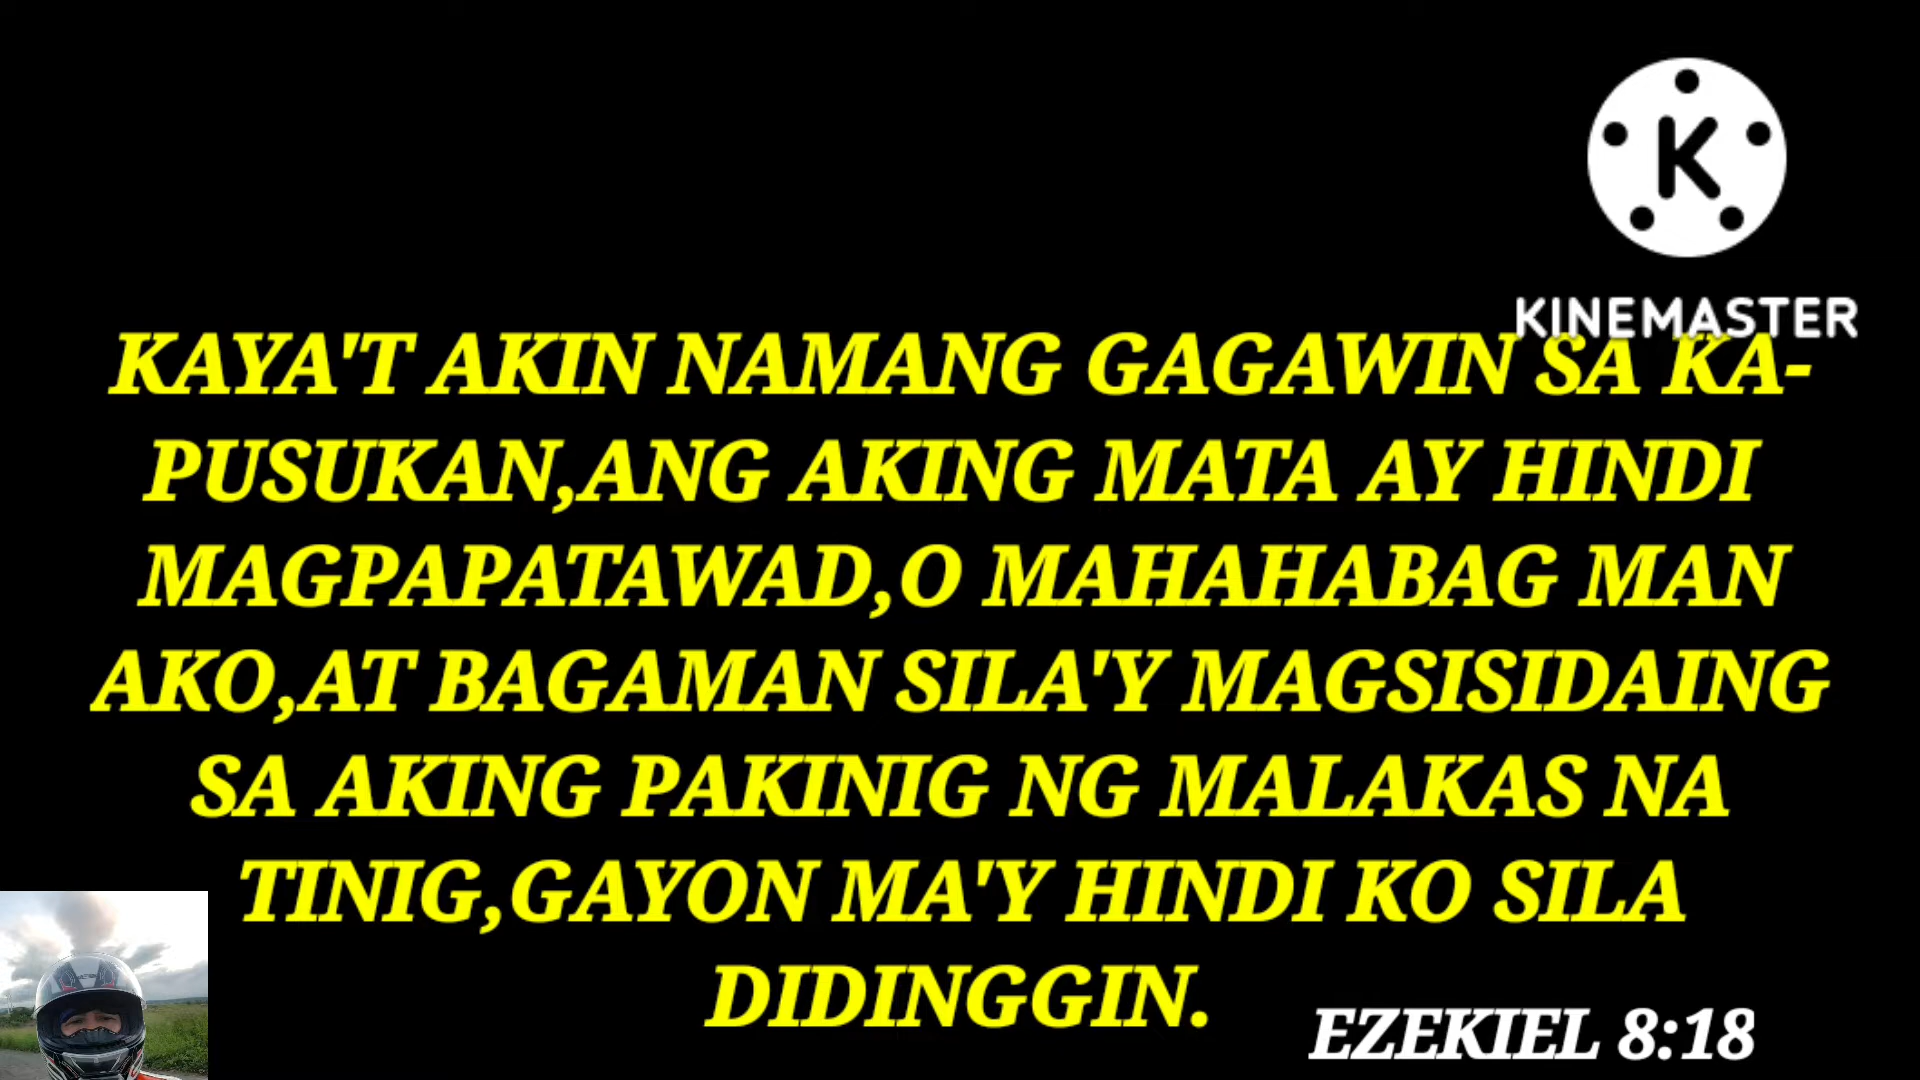 KINEMASTER
KAYA'T AKIN NAMANG GAGAWIN SA KA-
PUSUKAN,ANG AKING MATA AY HINDI
MAGPAPATAWAD,O MAHAHABAG MAN
AKO,AT BAGAMAN SILA'Y MAGSISIDAING
SA AKING PAKINIG NG MALAKAS NA
TINIG,GAYON MA'Y HINDI KO SILA
DIDINGGIN.
EZEKIEL 8:18